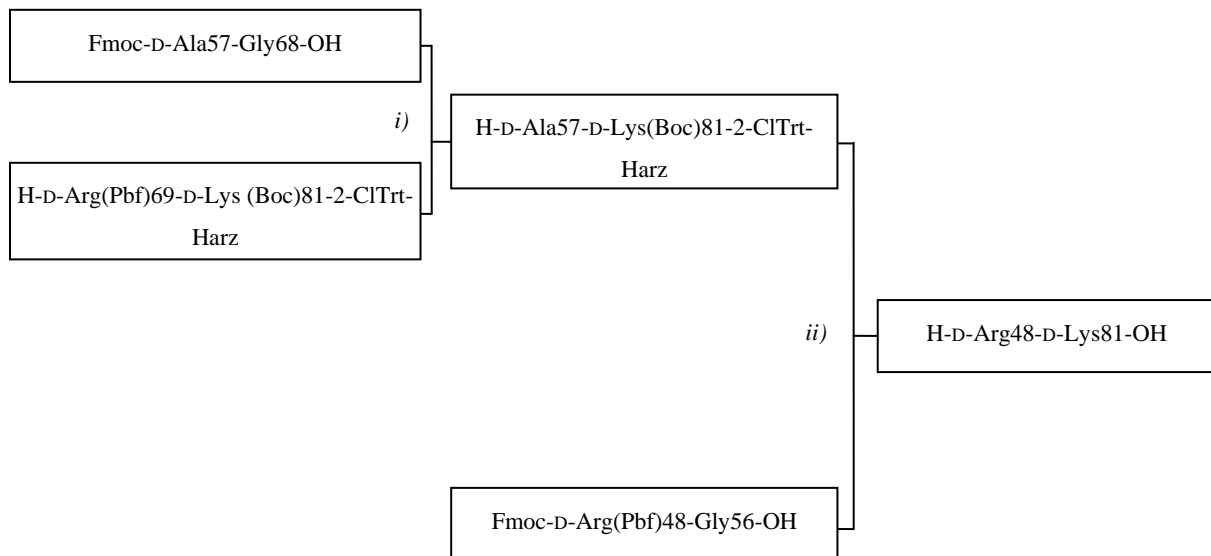 Fmoc-D-Ala57-Gly68-OH
i)
H-D-Arg(Pbf)69-D-Lys (Boc)81-2-ClTrt-
Harz
H-D-Ala57-D-Lys(Boc)81-2-ClTrt-
Harz
ii)
H-D-Arg48-D-Lys81-OH
Fmoc-D-Arg(Pbf)48-Gly56-OH